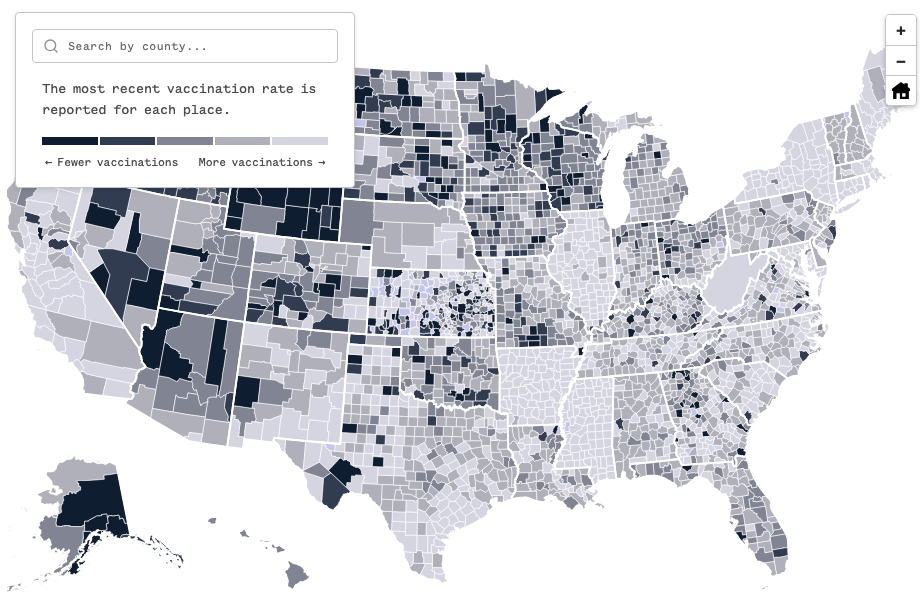 Search by county...
The most recent vaccination rate is
reported for each place.
← Fewer vaccinations More vaccinations →
+
−